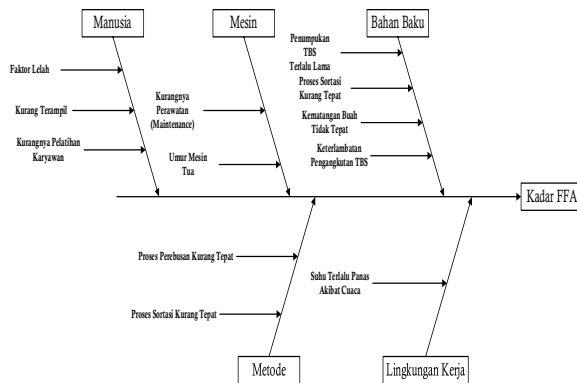 Manusia
Mesin
Bahan Baku
Faktor Lelah
Kurang Terampil
Kurangnya Pelatihan
Karyawan
Kurangnya
Perawatan
(Maintenance)
Umur Mesin
Tua
Penumpukan
TBS
Terlalu Lama
Proses Sortasi
Kurang Tepat
Kematangan Buah
Tidak Tepat
Keterlambatan
Pengangkutan TBS
Kadar FFA
Proses Perebusan Kurang Tepat
Proses Sortasi Kurang Tepat
Suhu Terlalu Panas
Akibat Cuaca
Metode
Lingkungan Kerja